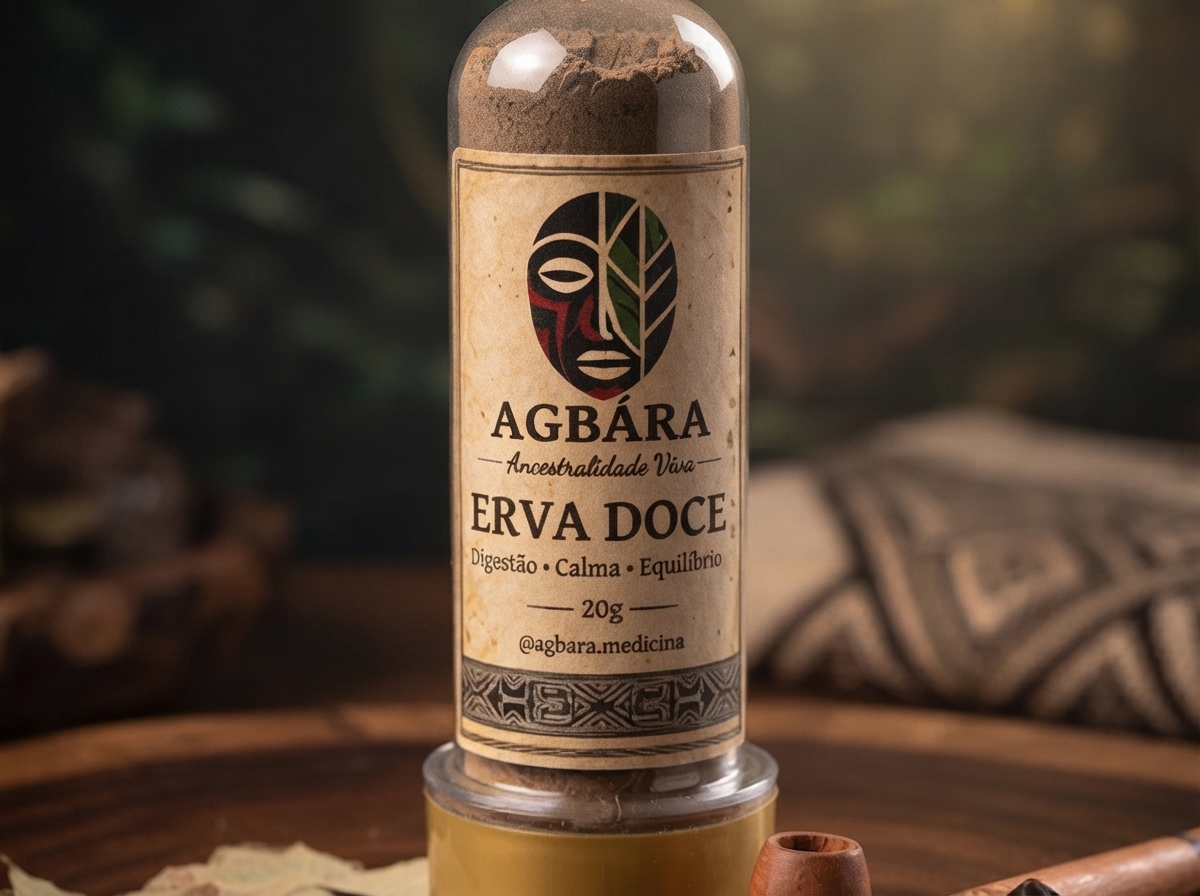 AGBÁRA
Ancestralidade Viva
ERVA DOCE
Digestão • Calma • Equilíbrio
20g
@agbara.medicina